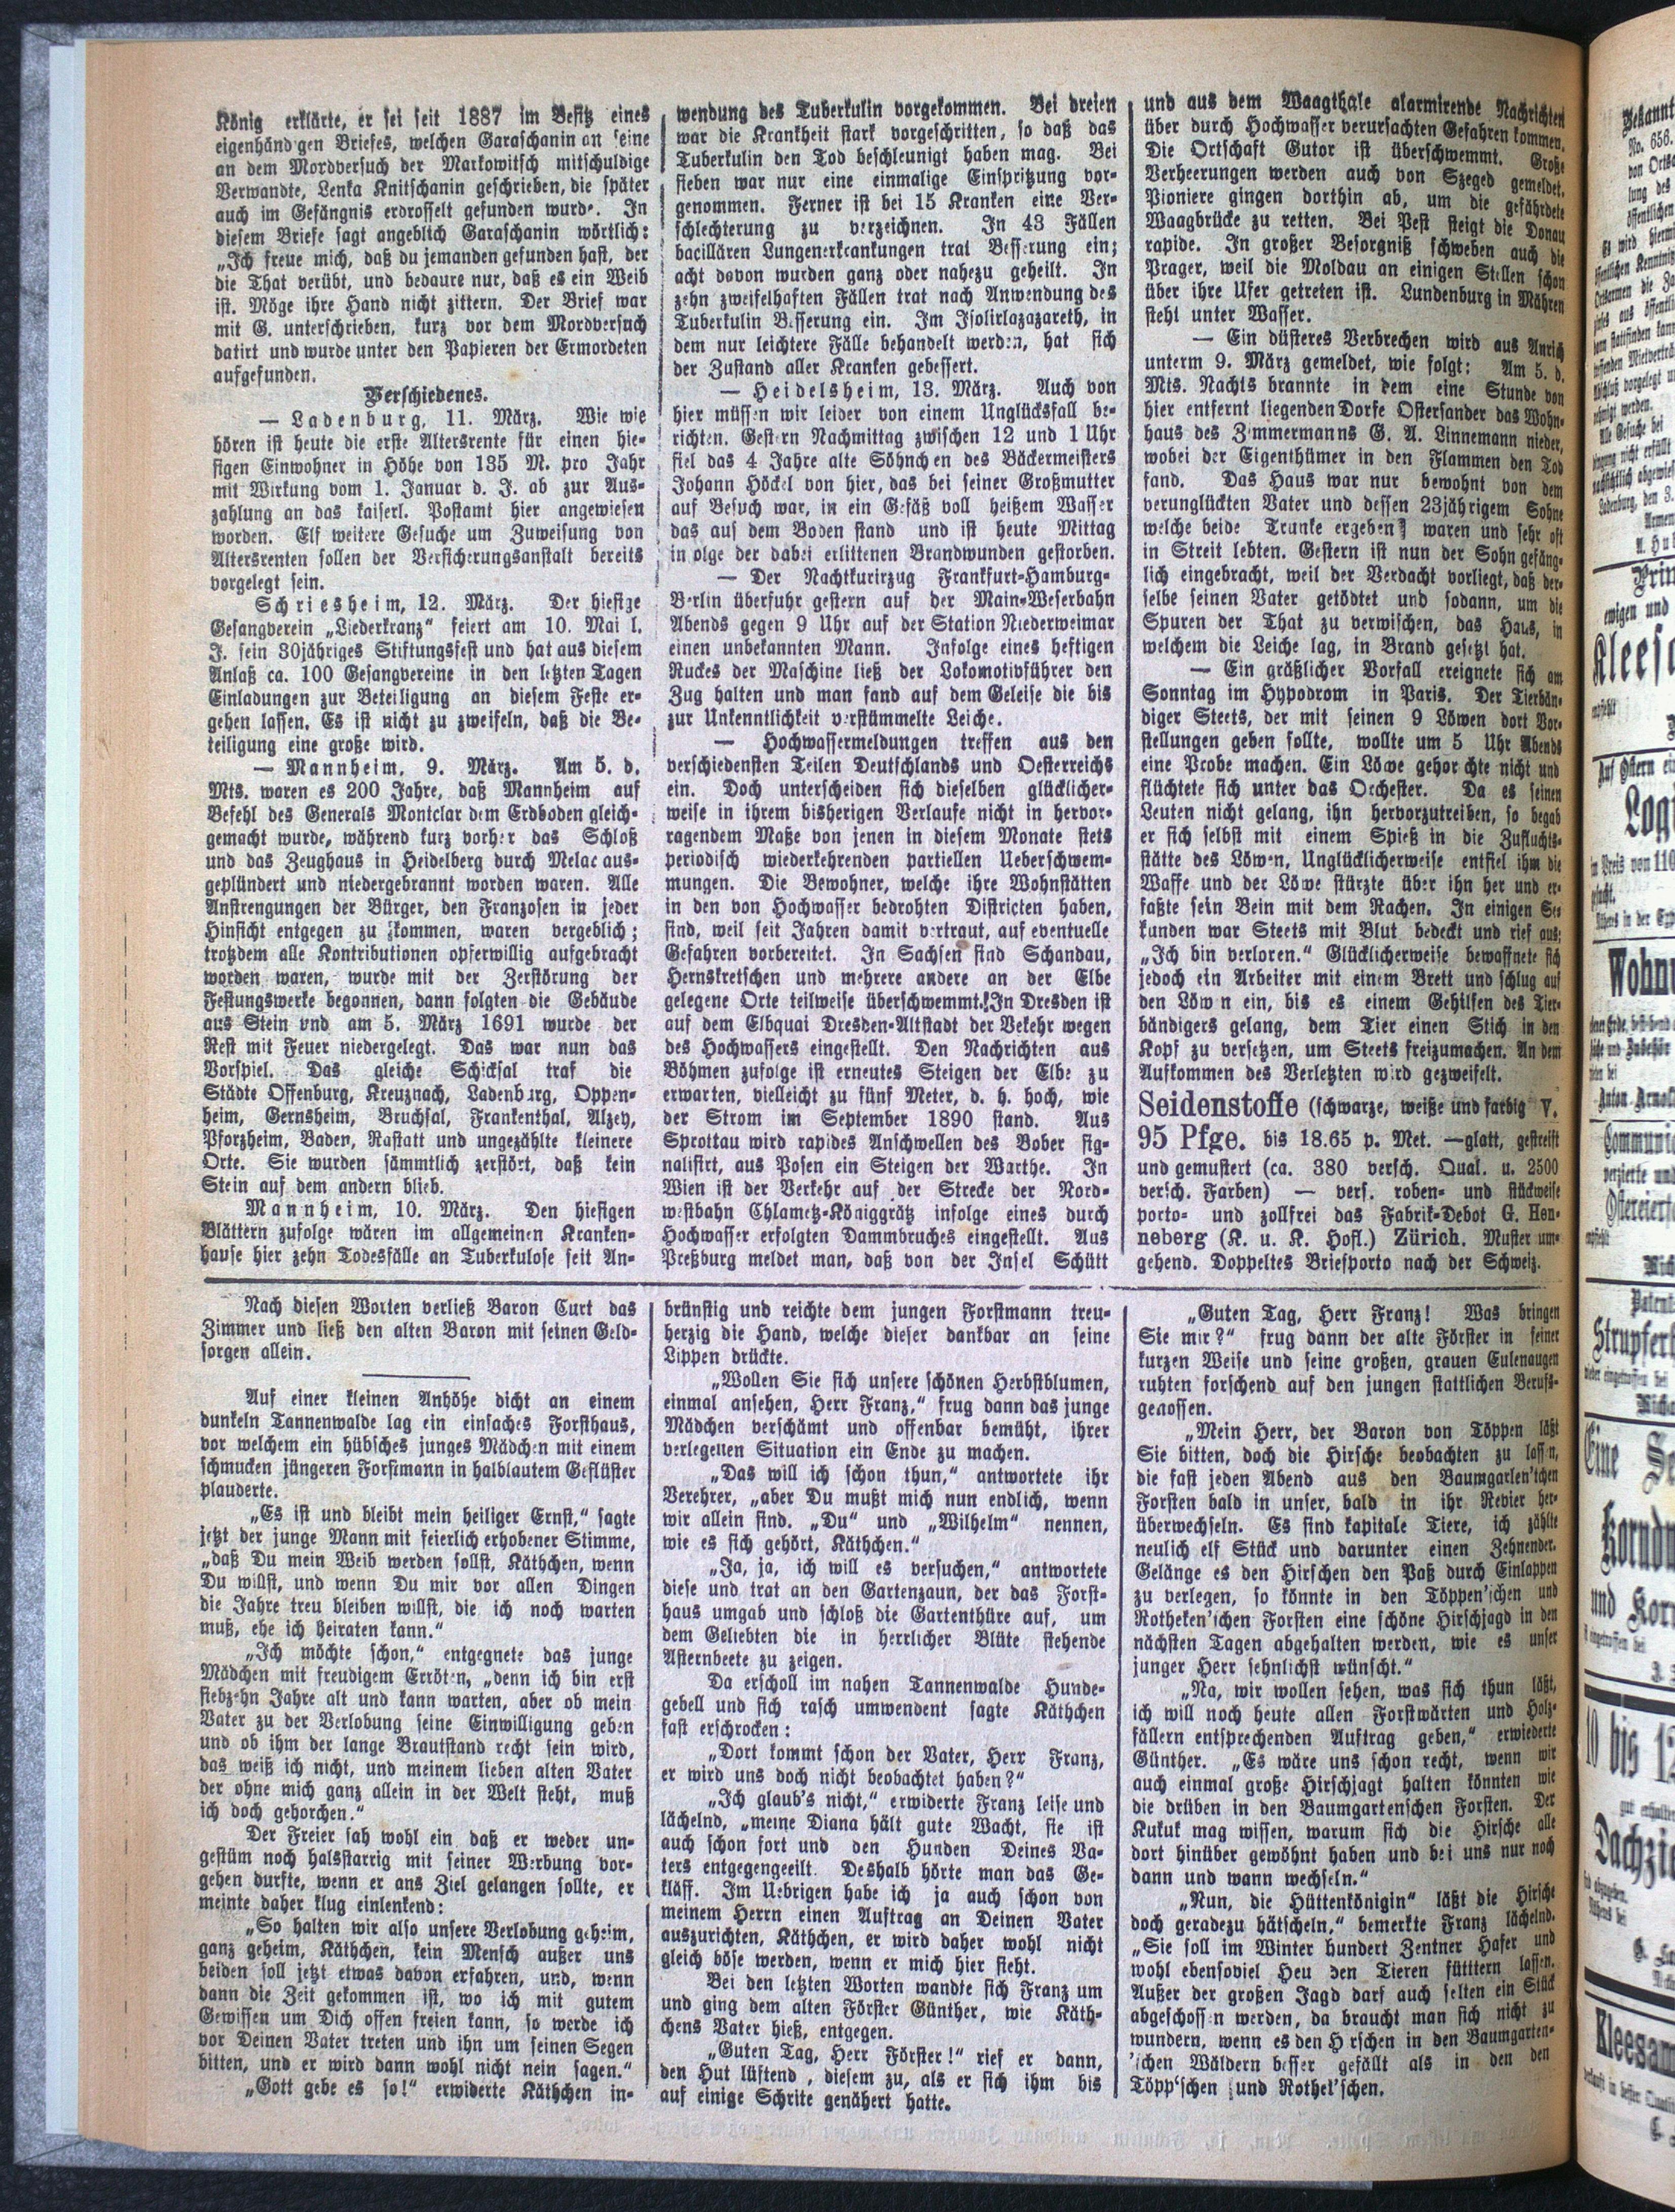 König erklärte, er sei seit 1887 im Besitz eines
eigenhänd'gen Briefes, welchen Garaschanin an seine
an dem Mordversuch der Markowitsch mitschuldige
Verwandte, Lenka Knitschanin geschrieben, die später
auch im Gefängnis erdrosselt gefunden wurde. In
diesem Briefe sagt angeblich Garaschanin wörtlich:
„Ich freue mich, daß du jemanden gefunden hast, der
die That verübt, und bedaure nur, daß es ein Weib
ist. Möge ihre Hand nicht zittern. Der Brief war
mit G. unterschrieben, kurz vor dem Mordversuch
datirt und wurde unter den Papieren der Ermordeten
aufgefunden.
Verschiedenes.
— Ladenburg, 11. März. Wie wir
hören ist heute die erste Altersrente für einen hie-
sigen Einwohner in Höhe von 135 M. pro Jahr
mit Wirkung vom 1. Januar d. J. ab zur Aus-
zahlung an das kaiserl. Postamt hier angewiesen
worden. Elf weitere Gesuche um Zuweisung von
Altersrenten sollen der Versicherungsanstalt bereits
vorgelegt sein.
Schriesheim, 12. März. Der hiesige
Gesangverein „Liederkranz“ feiert am 10. Mai l.
J. sein 30jähriges Stiftungsfest und hat aus diesem
Anlaß ca. 100 Gesangvereine in den letzten Tagen
Einladungen zur Beteiligung an diesem Feste er-
gehen lassen. Es ist nicht zu zweifeln, daß die Be-
teiligung eine große wird.
— Mannheim, 9. März. Am 5. d.
Mts. waren es 200 Jahre, daß Mannheim auf
Befehl des Generals Montclar dem Erdboden gleich-
gemacht wurde, während kurz vorher das Schloß
und das Zeughaus in Heidelberg durch Melac aus-
geplündert und niedergebrannt worden waren. Alle
Anstrengungen der Bürger, den Franzosen in jeder
Hinsicht entgegen zu kommen, waren vergeblich;
trotzdem alle Kontributionen opferwillig aufgebracht
worden waren, wurde mit der Zerstörung der
Festungswerke begonnen, dann folgten die Gebäude
aus Stein und am 5. März 1691 wurde der
Rest mit Feuer niedergelegt. Das war nun das
Vorspiel. Das gleiche Schicksal traf die
Städte Offenburg, Kreuznach, Ladenburg, Oppen-
heim, Gernsheim, Bruchsal, Frankenthal, Alzey,
Pforzheim, Baden, Rastatt und ungezählte kleinere
Orte. Sie wurden sämmtlich zerstört, daß kein
Stein auf dem andern blieb.
Mannheim, 10. März. Den hiesigen
Blättern zufolge wären im allgemeinen Kranken-
hause hier zehn Todesfälle an Tuberkulose seit An-
wendung des Tuberkulin vorgekommen. Bei dreien
war die Krankheit stark vorgeschritten, so daß das
Tuberkulin den Tod beschleunigt haben mag. Bei
sieben war nur eine einmalige Einspritzung vor-
genommen. Ferner ist bei 15 Kranken eine Ver-
schlechterung zu verzeichnen. In 43 Fällen
bacillären Lungenerkrankungen trat Besserung ein;
acht davon wurden ganz oder nahezu geheilt. In
zehn zweifelhaften Fällen trat nach Anwendung des
Tuberkulin Besserung ein. Im Isolirlazazareth, in
dem nur leichtere Fälle behandelt werden, hat sich
der Zustand aller Kranken gebessert.
— Heidelsheim, 13. März. Auch von
hier müssen wir leider von einem Unglücksfall be-
richten. Gestern Nachmittag zwischen 12 und 1 Uhr
fiel das 4 Jahre alte Söhnchen des Bäckermeisters
Johann Höckel von hier, das bei seiner Großmutter
auf Besuch war, in ein Gefäß voll heißem Wasser
das auf dem Boden stand und ist heute Mittag
in olge der dabei erlittenen Brandwunden gestorben.
— Der Nachtkurirzug Frankfurt-Hamburg-
Berlin überfuhr gestern auf der Main-Weserbahn
Abends gegen 9 Uhr auf der Station Niederweimar
einen unbekannten Mann. Infolge eines heftigen
Ruckes der Maschine ließ der Lokomotivführer den
Zug halten und man fand auf dem Geleise die bis
zur Unkenntlichkeit verstümmelte Leiche.
— Hochwassermeldungen treffen aus den
verschiedensten Teilen Deutschlands und Oesterreichs
ein. Doch unterscheiden sich dieselben glücklicher-
weise in ihrem bisherigen Verlaufe nicht in hervor-
ragendem Maße von jenen in diesem Monate stets
periodisch wiederkehrenden partiellen Ueberschwem-
mungen. Die Bewohner, welche ihre Wohnstätten
in den von Hochwasser bedrohten Districten haben,
sind, weil seit Jahren damit vertraut, auf eventuelle
Gefahren vorbereitet. In Sachsen sind Schandau,
Herrnskretschen und mehrere andere an der Elbe
gelegene Orte teilweise überschwemmt. In Dresden ist
auf dem Elbquai Dresden-Altstadt der Vekehr wegen
des Hochwassers eingestellt. Den Nachrichten aus
Böhmen zufolge ist erneutes Steigen der Elbe zu
erwarten, vielleicht zu fünf Meter, d. h. hoch, wie
der Strom im September 1890 stand. Aus
Sprottau wird rapides Anschwellen des Bober sig-
nalisirt, aus Posen ein Steigen der Warthe. In
Wien ist der Verkehr auf der Strecke der Nord-
westbahn Chlametz-Königgrätz infolge eines durch
Hochwasser erfolgten Dammbruches eingestellt. Aus
Preßburg meldet man, daß von der Insel Schütt
und aus dem Waagthale alarmirende Nachrichten
über durch Hochwasser verursachten Gefahren kommen.
Die Ortschaft Gutor ist überschwemmt. Große
Verheerungen werden auch von Szeged gemeldet.
Pioniere gingen dorthin ab, um die gefährdete
Waagbrücke zu retten. Bei Pest steigt die Donau
rapide. In großer Besorgniß schweben auch die
Prager, weil die Moldau an einigen Stellen schon
über ihre Ufer getreten ist. Lundenburg in Mähren
steht unter Wasser.
— Ein düsteres Verbrechen wird aus Aurich
unterm 9. März gemeldet, wie folgt: Am 5. d.
Mts. Nachts brannte in dem eine Stunde von
hier entfernt liegenden Dorfe Ostersander das Wohn-
haus des Zimmermanns G. A. Linnemann nieder,
wobei der Eigenthümer in den Flammen den Tod
fand. Das Haus war nur bewohnt von dem
verunglückten Vater und dessen 23jährigem Sohne
welche beide Trunke ergeben waren und sehr oft
in Streit lebten. Gestern ist nun der Sohn gefäng-
lich eingebracht, weil der Verdacht vorliegt, daß der-
selbe seinen Vater getödtet und sodann, um die
Spuren der That zu verwischen, das Haus, in
welchem die Leiche lag, in Brand gesetzt hat.
— Ein gräßlicher Vorfall ereignete sich am
Sonntag im Hypodrom in Paris. Der Tierbän-
diger Steets, der mit seinen 9 Löwen dort Vor-
stellungen geben sollte, wollte um 5 Uhr Abends
eine Probe machen. Ein Löwe gehorchte nicht und
flüchtete sich unter das Orchester. Da es seinen
Leuten nicht gelang, ihn hervorzutreiben, so begab
er sich selbst mit einem Spieß in die Zufluchts-
stätte des Löwen, Unglücklicherweise entfiel ihm die
Waffe und der Löwe stürzte über ihn her und er-
faßte sein Bein mit dem Rachen. In einigen Se-
kunden war Steets mit Blut bedeckt und rief aus:
„Ich bin verloren.“ Glücklicherweise bewaffnete sich
jedoch ein Arbeiter mit einem Brett und schlug auf
den Löw n ein, bis es einem Gehilfen des Tier-
bändigers gelang, dem Tier einen Stich in den
Kopf zu versetzen, um Steets freizumachen. An dem
Aufkommen des Verletzten wird gezweifelt.
Seidenstoffe (schwarze, weiße und farbig v.
95 Pfge. bis 18.65 p. Met. —glatt, gestreift
und gemustert (ca. 380 versch. Qual. u. 2500
versch. Farben) — vers. roben- und stückweise
porto- und zollfrei das Fabrik-Debot G. Hen-
neberg (K. u. K. Hofl.) Zürich. Muster um-
gehend. Doppeltes Briefporto nach der Schweiz.
Nach diesen Worten verließ Baron Curt das
Zimmer und ließ den alten Baron mit seinen Geld-
sorgen allein.
Auf einer kleinen Anhöhe dicht an einem
dunkeln Tannenwalde lag ein einfaches Forsthaus,
vor welchem ein hübsches junges Mädchen mit einem
schmucken jüngeren Forstmann in halblautem Geflüster
plauderte.
„Es ist und bleibt mein heiliger Ernst,“ sagte
jetzt der junge Mann mit feierlich erhobener Stimme,
„daß Du mein Weib werden sollst, Käthchen, wenn
Du willst, und wenn Du mir vor allen Dingen
die Jahre treu bleiben willst, die ich noch warten
muß, ehe ich heiraten kann.“
„Ich möchte schon,“ entgegnete das junge
Mädchen mit freudigem Erröten, „denn ich bin erst
siebzehn Jahre alt und kann warten, aber ob mein
Vater zu der Verlobung seine Einwilligung geben
und ob ihm der lange Brautstand recht sein wird,
das weiß ich nicht, und meinem lieben alten Vater
der ohne mich ganz allein in der Welt steht, muß
ich doch gehorchen.“
Der Freier sah wohl ein daß er weder un-
gestüm noch halsstarrig mit seiner Werbung vor-
gehen durfte, wenn er ans Ziel gelangen sollte, er
meinte daher klug einlenkend:
„So halten wir also unsere Verlobung geheim,
ganz geheim, Käthchen, kein Mensch außer uns
beiden soll jetzt etwas davon erfahren, und, wenn
dann die Zeit gekommen ist, wo ich mit gutem
Gewissen um Dich offen freien kann, so werde ich
vor Deinen Vater treten und ihn um seinen Segen
bitten, und er wird dann wohl nicht nein sagen.“
„Gott gebe es so!“ erwiderte Käthchen in-
brünstig und reichte dem jungen Forstmann treu-
herzig die Hand, welche dieser dankbar an seine
Lippen drückte.
„Wollen Sie sich unsere schönen Herbstblumen,
einmal ansehen, Herr Franz,“ frug dann das junge
Mädchen verschämt und offenbar bemüht, ihrer
verlegenen Situation ein Ende zu machen.
„Das will ich schon thun,“ antwortete ihr
Verehrer, „aber Du mußt mich nun endlich, wenn
wir allein sind. „Du“ und „Wilhelm“ nennen,
wie es sich gehört, Käthchen.“
„Ja, ja, ich will es versuchen,“ antwortete
diese und trat an den Gartenzaun, der das Forst-
haus umgab und schloß die Gartenthüre auf, um
dem Geliebten die in herrlicher Blüte stehende
Asternbeete zu zeigen.
Da erscholl im nahen Tannenwalde Hunde-
gebell und sich rasch umwendent sagte Käthchen
fast erschrocken:
„Dort kommt schon der Vater, Herr Franz,
er wird uns doch nicht beobachtet haben?“
„Ich glaub's nicht,“ erwiderte Franz leise und
lächelnd, „meine Diana hält gute Wacht, sie ist
auch schon fort und den Hunden Deines Va-
ters entgegengeeilt. Deshalb hörte man das Ge-
kläff. Im Uebrigen habe ich ja auch schon von
meinem Herrn einen Auftrag an Deinen Vater
auszurichten, Käthchen, er wird daher wohl nicht
gleich böse werden, wenn er mich hier sieht.
Bei den letzten Worten wandte sich Franz um
und ging dem alten Förster Günther, wie Käth-
chens Vater hieß, entgegen.
„Guten Tag, Herr Förster!“ rief er dann,
den Hut lüftend, diesem zu, als er sich ihm bis
auf einige Schrite genähert hatte.
„Guten Tag, Herr Franz! Was bringen
Sie mir?“ frug dann der alte Förster in seiner
kurzen Weise und seine großen, grauen Eulenaugen
ruhten forschend auf den jungen stattlichen Berufs-
genossen.
„Mein Herr, der Baron von Töppen läßt
Sie bitten, doch die Hirsche beobachten zu lassen,
die fast jeden Abend aus den Baumgarten'schen
Forsten bald in unser, bald in ihr Revier her-
überwechseln. Es sind kapitale Tiere, ich zählte
neulich elf Stück und darunter einen Zehnender.
Gelänge es den Hirschen den Paß durch Einlappen
zu verlegen, so könnte in den Töppen'schen und
Rotheken'schen Forsten eine schöne Hirschjagd in den
nächsten Tagen abgehalten werden, wie es unser
junger Herr sehnlichst wünscht.“
„Na, wir wollen sehen, was sich thun läßt,
ich will noch heute allen Forstwärten und Holz-
fällern entsprechenden Auftrag geben,“ erwiederte
Günther. „Es wäre uns schon recht, wenn wir
auch einmal große Hirschjagt halten könnten wie
die drüben in den Baumgartenschen Forsten. Der
Kukuk mag wissen, warum sich die Hirsche alle
dort hinüber gewöhnt haben und bei uns nur noch
dann und wann wechseln.“
„Nun, die Hüttenkönigin“ läßt die Hirsche
doch geradezu hätscheln,“ bemerkte Franz lächelnd.
„Sie soll im Winter hundert Zentner Hafer und
wohl ebensoviel Heu den Tieren fütttern lassen.
Außer der großen Jagd darf auch selten ein Stück
abgeschoss n werden, da braucht man sich nicht zu
wundern, wenn es den H rschen in den Baumgarten-
'schen Wäldern besser gefällt als in den den
Töpp'schen und Rothek'schen.
Bekannt
No. 656.
von Ortsa
lung des
öffentlichen
Es wird hiermi
Ladenburg, den 3.
ewigen und
Kleesa
Auf Ostern ei
Logi
im Preis von 110
Wohnu
Anton Arnol
Communi
Ostereier
Patent
Strupfer
Eine Se
Kornbr
und Kor
10 bis 12
Dachzie
Kleesam